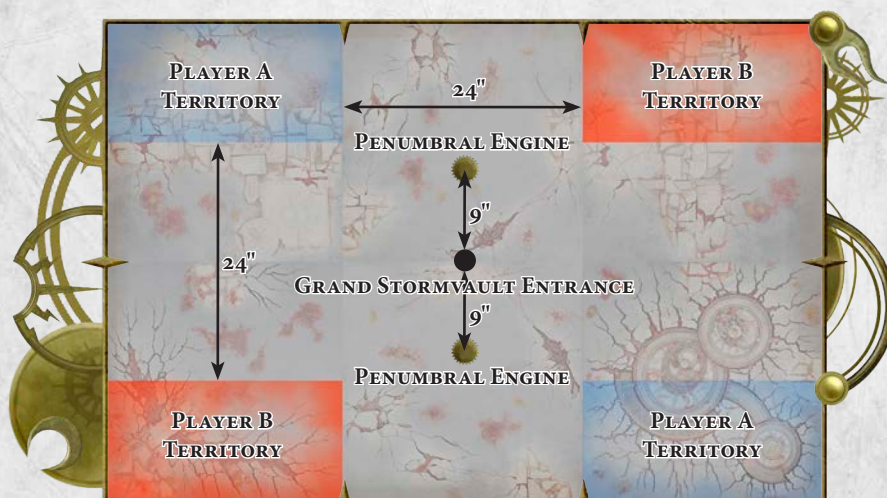 Player A
Territory
Player B
Territory
24"
Penumbral Engine
9"
24"
Grand Stormvault Entrance
9"
Penumbral Engine
Player B
Territory
Player A
Territory